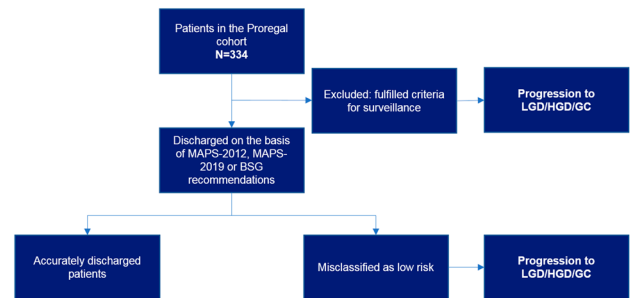 Patients in the Proregal
cohort
N=334
Excluded: fulfilled criteria
for surveillance
Progression to
LGD/HGD/GC
Discharged on the basis
of MAPS-2012, MAPS-
2019 or BSG
recommendations
Accurately discharged
patients
Misclassified as low risk
Progression to
LGD/HGD/GC